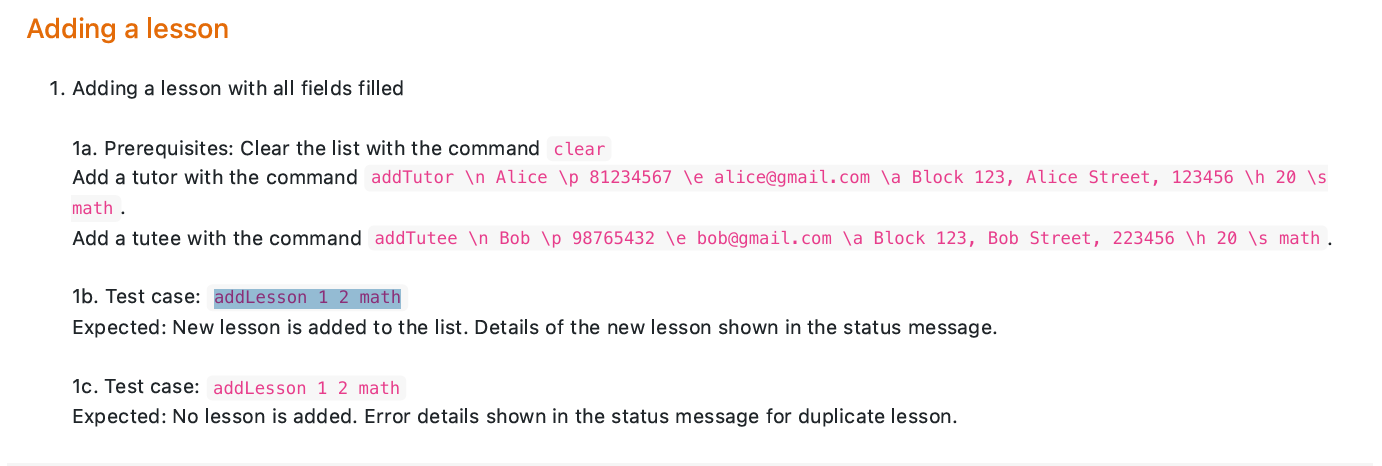 Adding a lesson
1. Adding a lesson with all fields filled
1a. Prerequisites: Clear the list with the command clear
Add a tutor with the command addTutor \n Alice \p 81234567 \e alice@gmail.com \a Block 123, Alice Street, 123456 \h 20 \s
math .
Add a tutee with the command addTutee \n Bob \p 98765432 \e bob@gmail.com \a Block 123, Bob Street, 223456 \h 20 \s math .
1b. Test case: addLesson 1 2 math
Expected: New lesson is added to the list. Details of the new lesson shown in the status message.
1c. Test case: addLesson 1 2 math
Expected: No lesson is added. Error details shown in the status message for duplicate lesson.